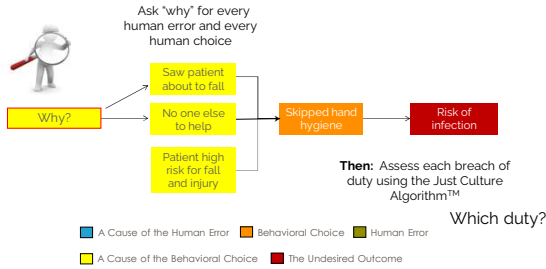 Ask "why" for every
human error and every
human choice
Saw patient
about to fall
Why?
No one else
to help
Skipped hand
hygiene
Risk of
infection
Patient high
risk for fall
and injury
Then: Assess each breach of
duty using the Just Culture
Algorithm™
Which duty?
A Cause of the Human Error
Behavioral Choice
Human Error
A Cause of the Behavioral Choice
The Undesired Outcome